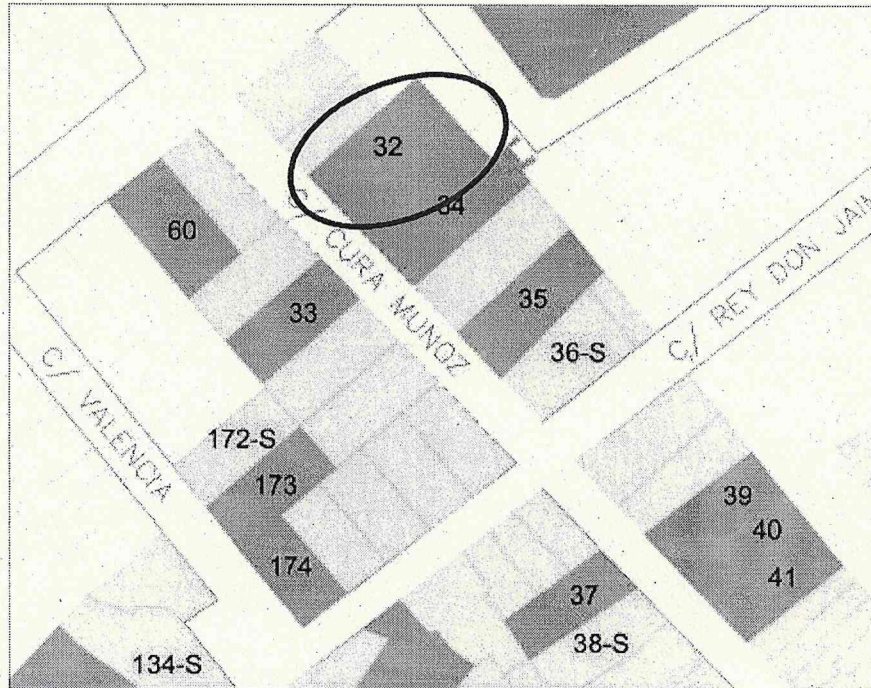 32
34
60
C/ CURA MUÑOZ
33
35
C/ REY DON JAIM
36-S
C/ VALENCIA
172-S
173
39
40
174
41
37
38-S
134-S